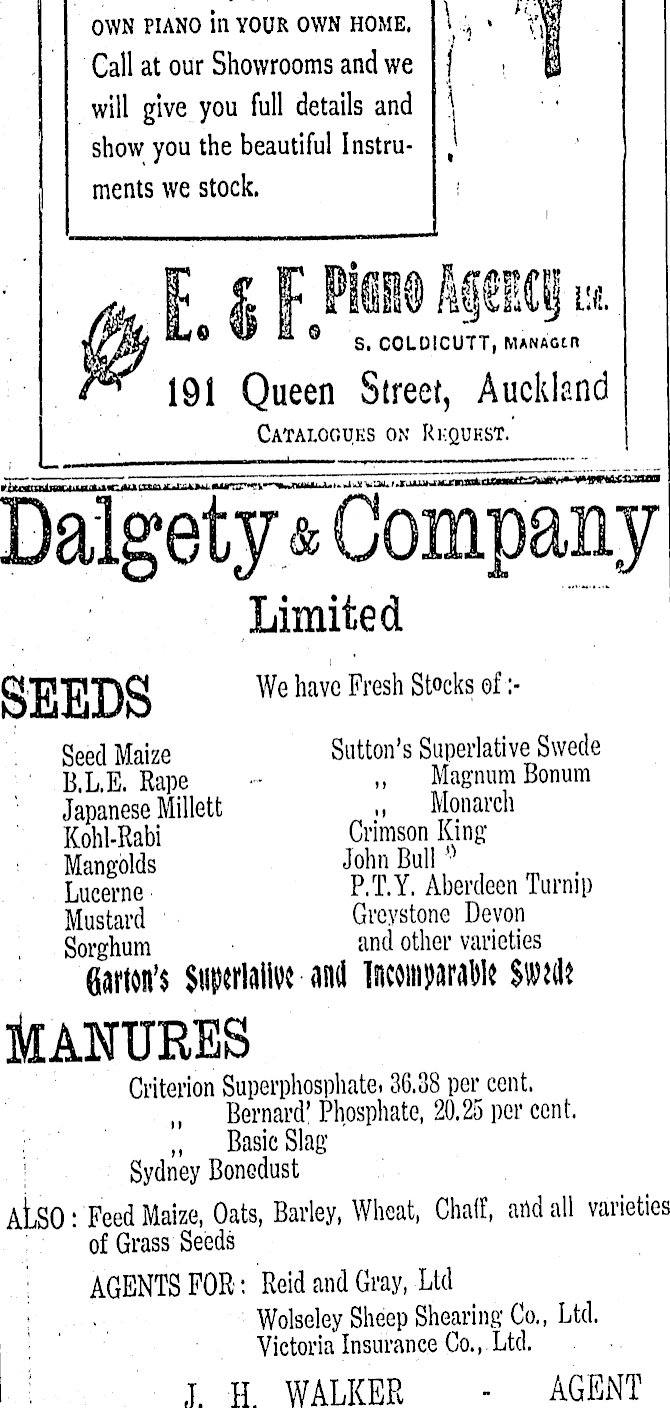 OWN PIANO in YOUR OWN HOME.
Call at our Showrooms and we
will give you full details and
show you the beautiful Instru-
ments we stock.
E. & F. Piano Agency Ltd.
S. COLDICUTT, MANAGER
191 Queen Street, Auckland
CATALOGUES ON REQUEST.
Dalgety & Company
Limited
SEEDS
We have Fresh Stocks of :-
Seed Maize
B.L.E. Rape
Japanese Millett
Kohl-Rabi
Mangolds
Lucerne
Mustard
Sorghum
Sutton's Superlative Swede
,, Magnum Bonum
,, Monarch
Crimson King
John Bull
P.T.Y. Aberdeen Turnip
Greystone Devon
and other varieties
Garton's Superlative and Incomparable Swede
MANURES
Criterion Superphosphate, 36.38 per cent.
,, Bernard' Phosphate, 20.25 per cent.
,, Basic Slag
Sydney Bonedust
ALSO : Feed Maize, Oats, Barley, Wheat, Chaff, and all varieties
of Grass Seeds
AGENTS FOR : Reid and Gray, Ltd
Wolseley Sheep Shearing Co., Ltd.
Victoria Insurance Co., Ltd.
J. H. WALKER - AGENT